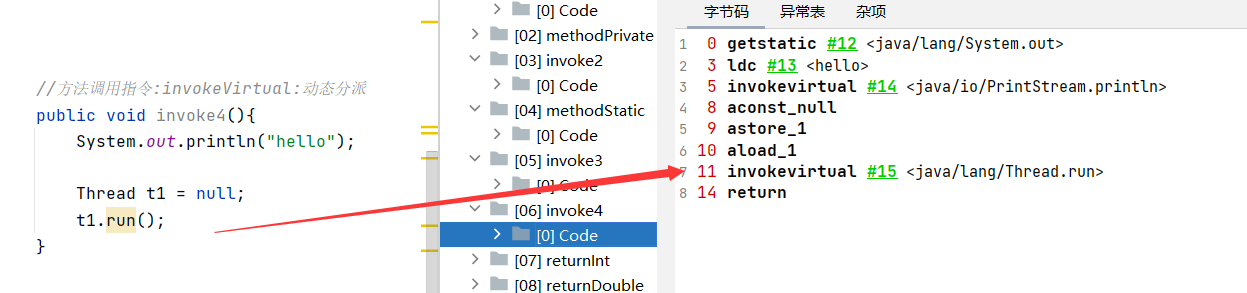 //方法调用指令:invokeVirtual:动态分派
public void invoke4(){
System.out.println("hello");
Thread t1 = null;
t1.run();
}
[0] Code
[02] methodPrivate
[03] invoke2
[0] Code
[04] methodStatic
[0] Code
[05] invoke3
[0] Code
[06] invoke4
[0] Code
[07] returnInt
[08] returnDouble
字节码 异常表 杂项
1 0 getstatic #12 <java/lang/System.out>
2 3 ldc #13 <hello>
3 5 invokevirtual #14 <java/io/PrintStream.println>
4 8 aconst_null
5 9 astore_1
6 10 aload_1
7 11 invokevirtual #15 <java/lang/Thread.run>
8 14 return